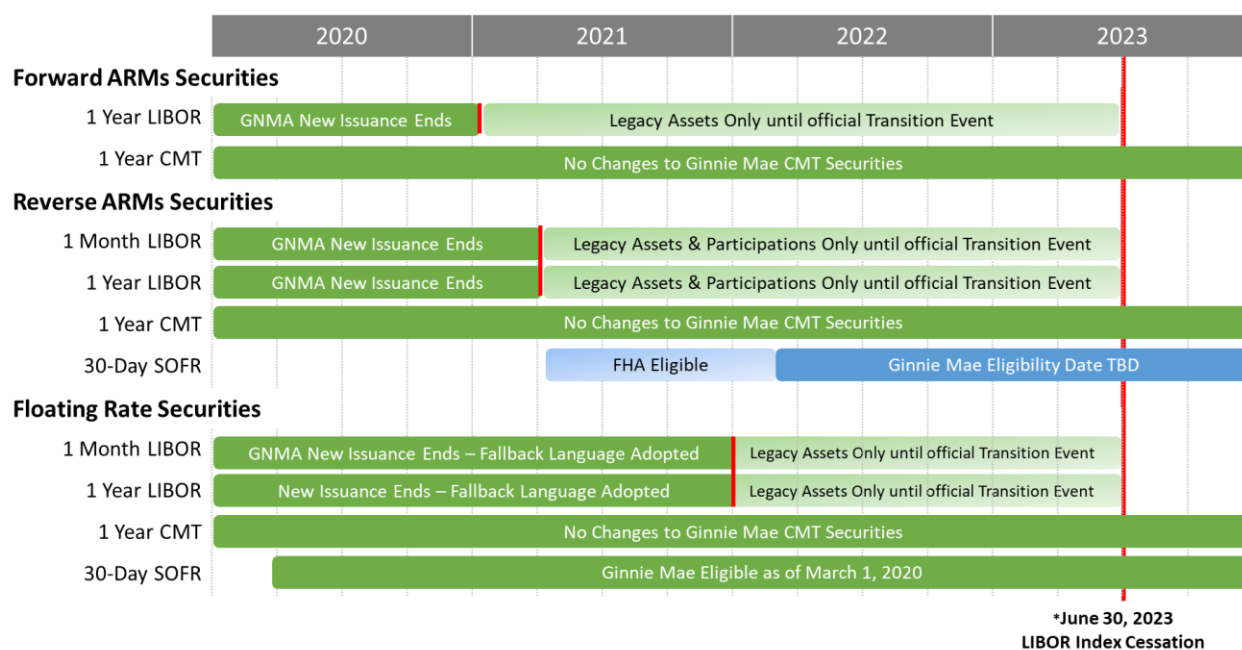 2020 2021 2022 2023
Forward ARMs Securities
1 Year LIBOR GNMA New Issuance Ends Legacy Assets Only until official Transition Event
1 Year CMT No Changes to Ginnie Mae CMT Securities
Reverse ARMs Securities
1 Month LIBOR GNMA New Issuance Ends Legacy Assets & Participations Only until official Transition Event
1 Year LIBOR GNMA New Issuance Ends Legacy Assets & Participations Only until official Transition Event
1 Year CMT No Changes to Ginnie Mae CMT Securities
30-Day SOFR FHA Eligible Ginnie Mae Eligibility Date TBD
Floating Rate Securities
1 Month LIBOR GNMA New Issuance Ends – Fallback Language Adopted Legacy Assets Only until official Transition Event
1 Year LIBOR New Issuance Ends – Fallback Language Adopted Legacy Assets Only until official Transition Event
1 Year CMT No Changes to Ginnie Mae CMT Securities
30-Day SOFR Ginnie Mae Eligible as of March 1, 2020
*June 30, 2023
LIBOR Index Cessation